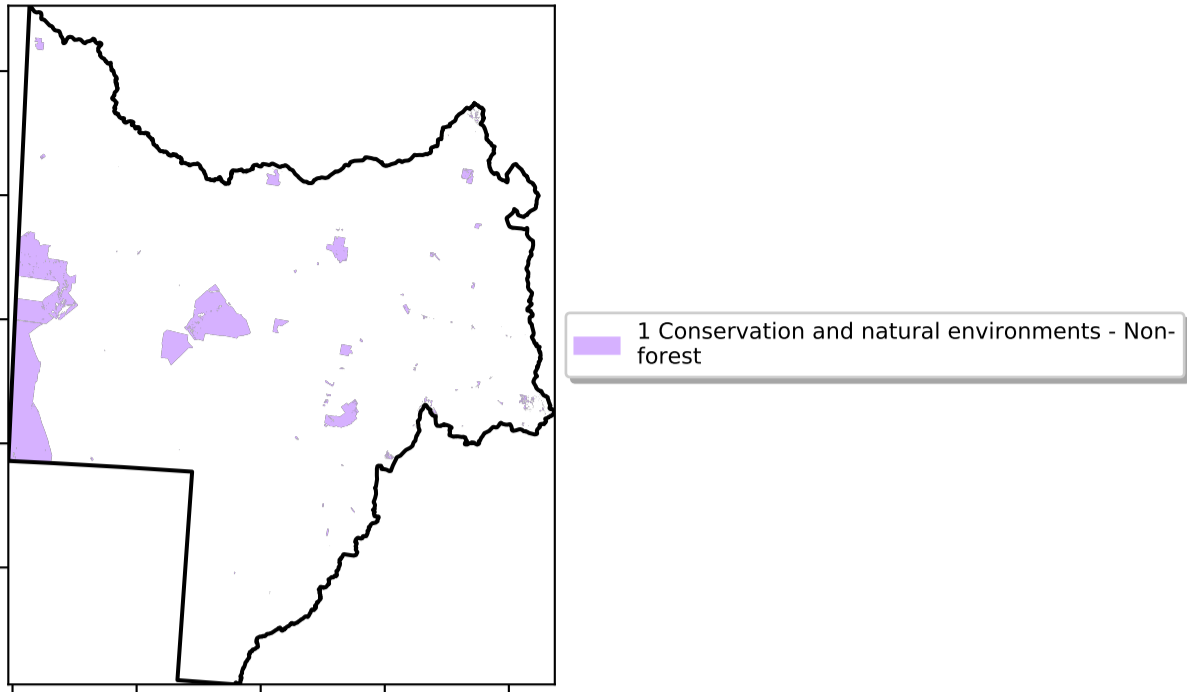 1 Conservation and natural environments - Non-
forest